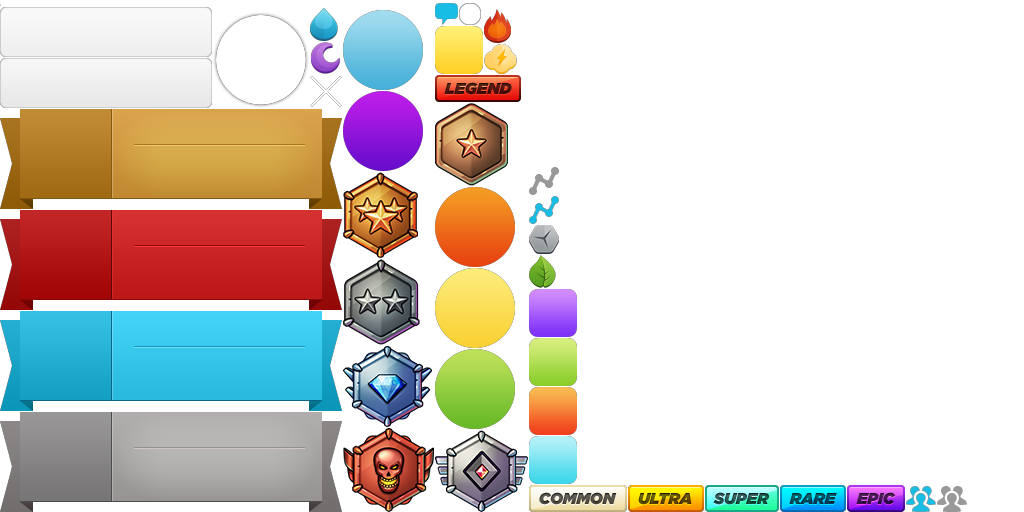 LEGEND
COMMON
ULTRA
SUPER
RARE
EPIC